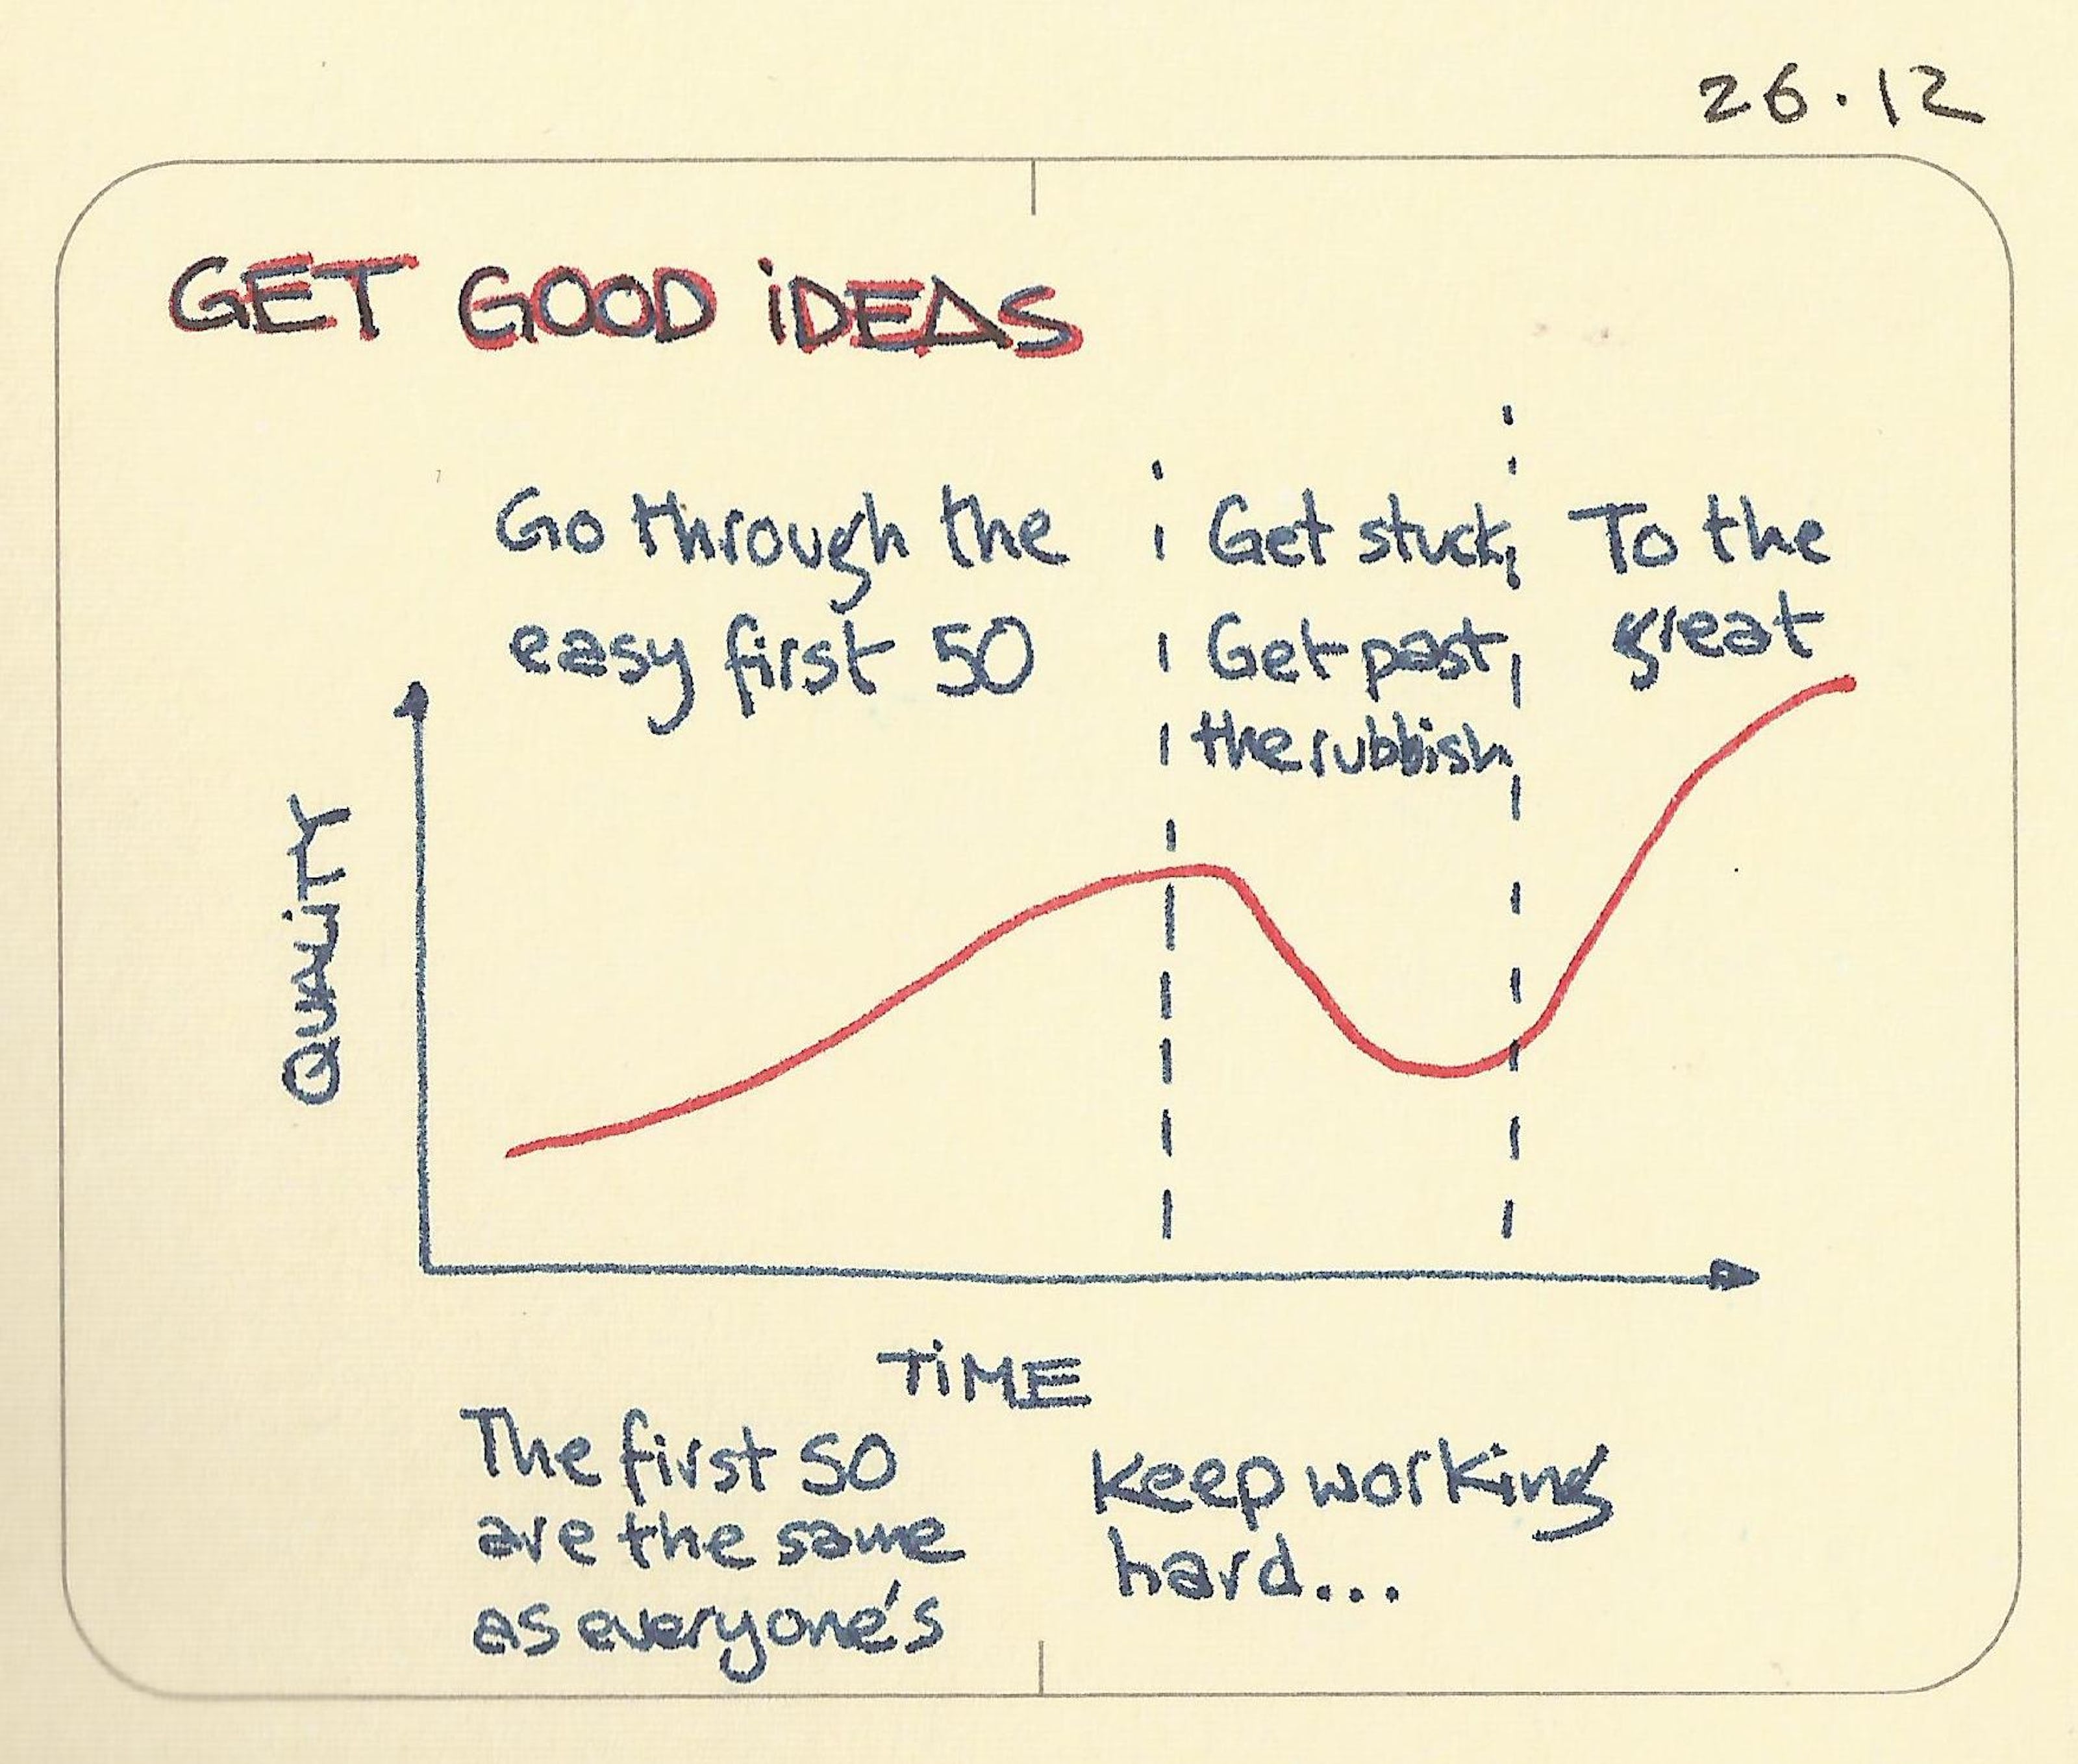 26.12
GET GOOD iDEAS
Go through the
easy first 50
Get stuck,
Get past
the rubbish
To the
great
QUALiTY
TiME
The first 50
are the same
as everyone's
keep working
hard...